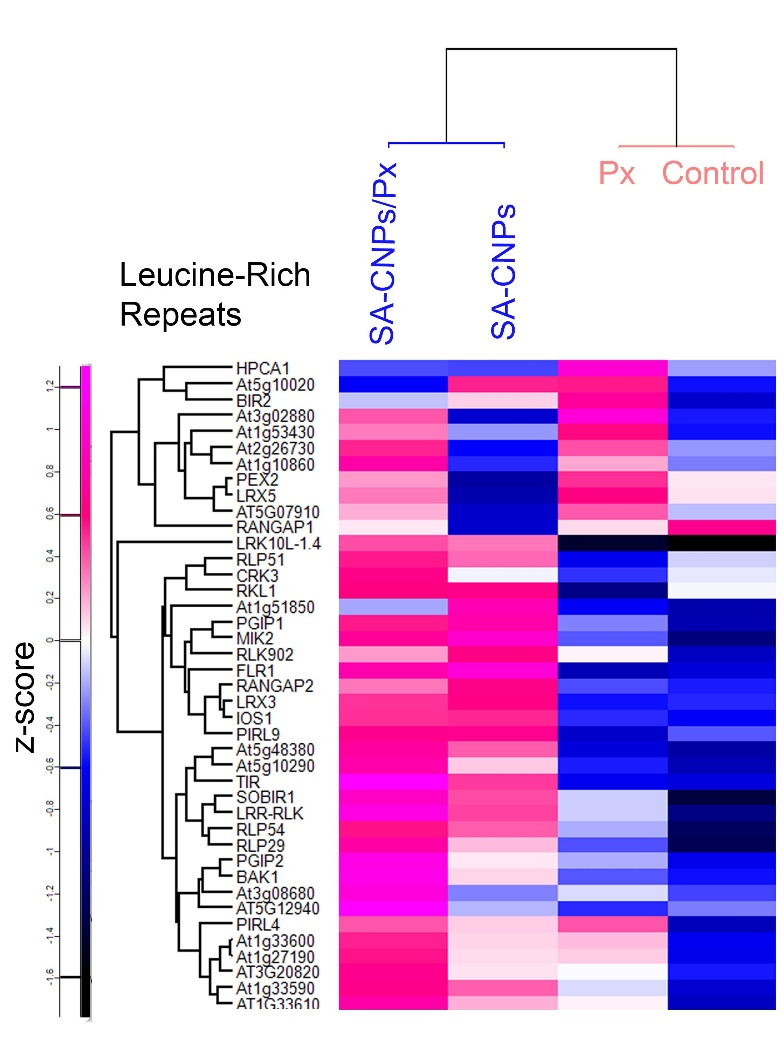 SA-CNPs/Px
SA-CNPs
Px
Control
Leucine-Rich
Repeats
z-score
1.2
1
0.8
0.6
0.4
0.2
0
-0.2
-0.4
-0.6
-0.8
-1
-1.2
-1.4
-1.6
HPCA1
At5g10020
BIR2
At3g02880
At1g53430
At2g26730
At1g10860
PEX2
LRX5
AT5G07910
RANGAP1
LRK10L-1.4
RLP51
CRK3
RKL1
At1g51850
PGIP1
MIK2
RLK902
FLR1
RANGAP2
LRX3
IOS1
PIRL9
At5g48380
At5g10290
TIR
SOBIR1
LRR-RLK
RLP54
RLP29
PGIP2
BAK1
At3g08680
AT5G12940
PIRL4
At1g33600
At1g27190
AT3G20820
At1g33590
AT1G33610